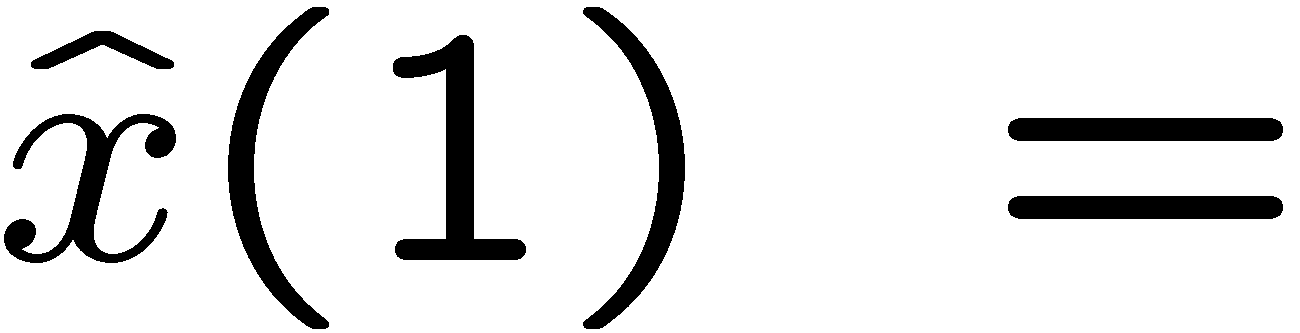 x̂(1) =